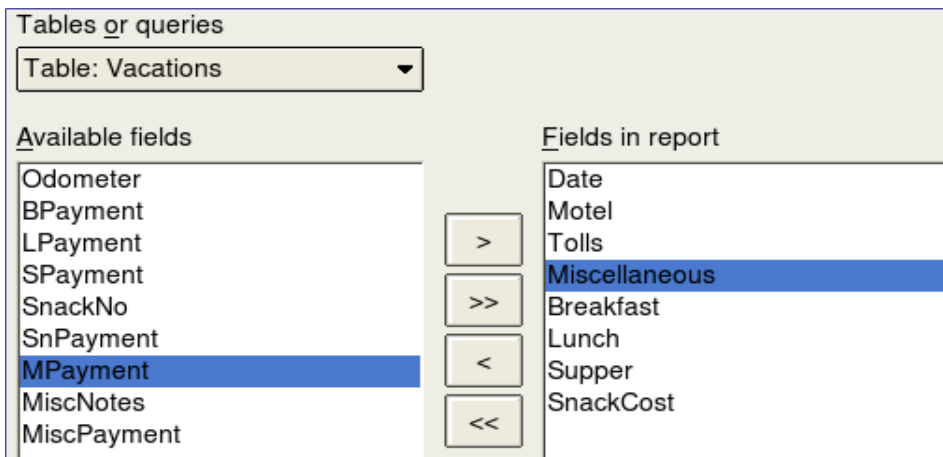 Tables or queries
Table: Vacations
Available fields
Odometer
BPayment
LPayment
SPayment
SnackNo
SnPayment
MPayment
MiscNotes
MiscPayment
>
>>
<
<<
Fields in report
Date
Motel
Tolls
Miscellaneous
Breakfast
Lunch
Supper
SnackCost